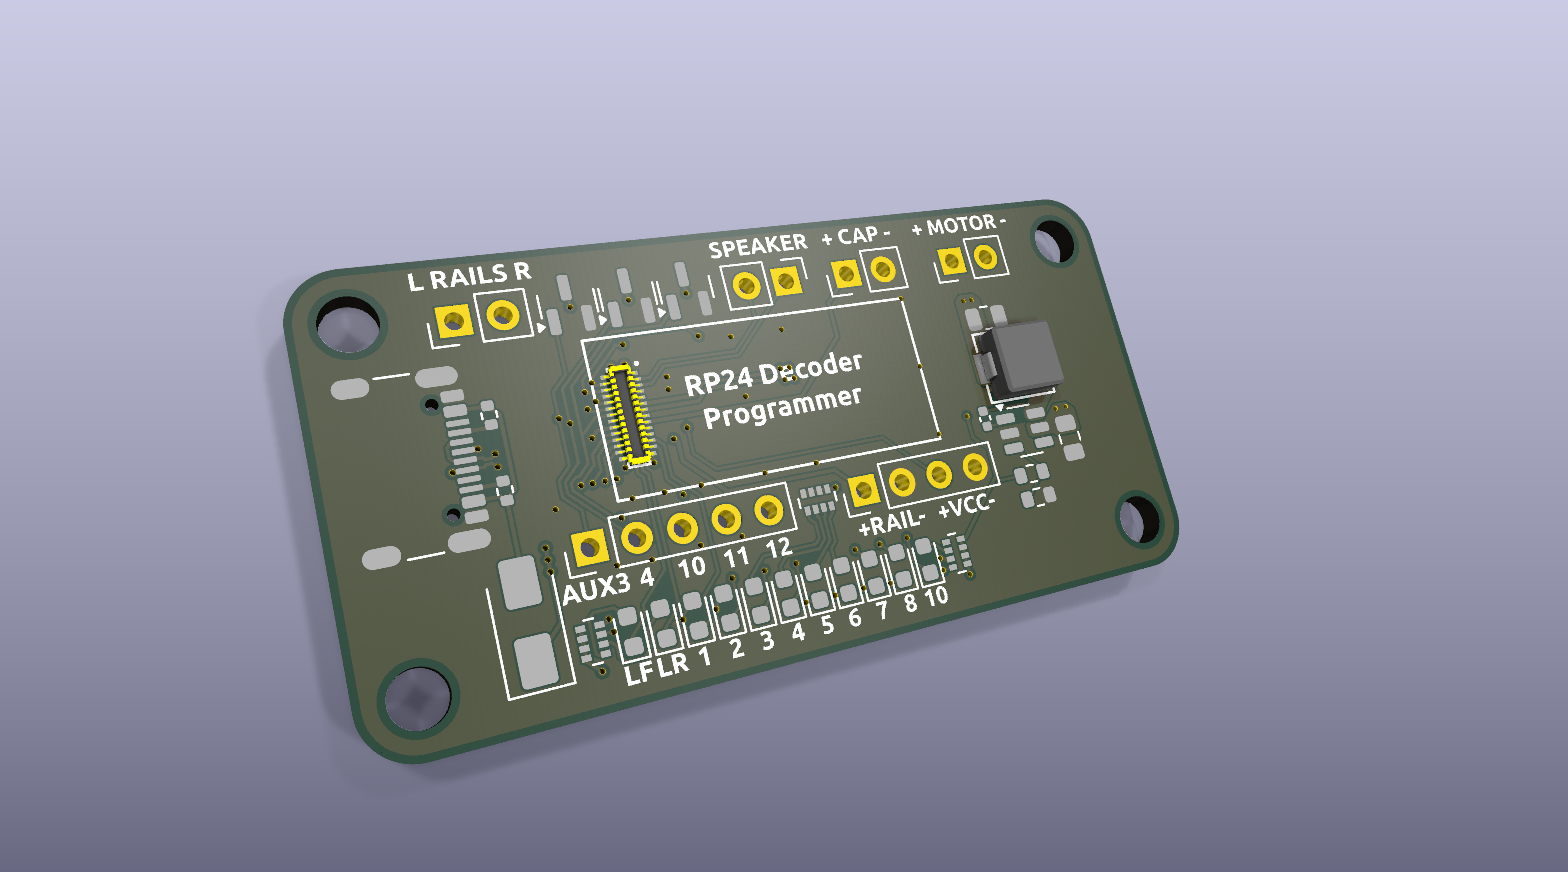 L RAILS R
SPEAKER
+ CAP -
+ MOTOR -
RP24 Decoder
Programmer
+RAIL- +VCC-
AUX3 4 10 11 12
LF LR 1 2 3 4 5 6 7 8 10